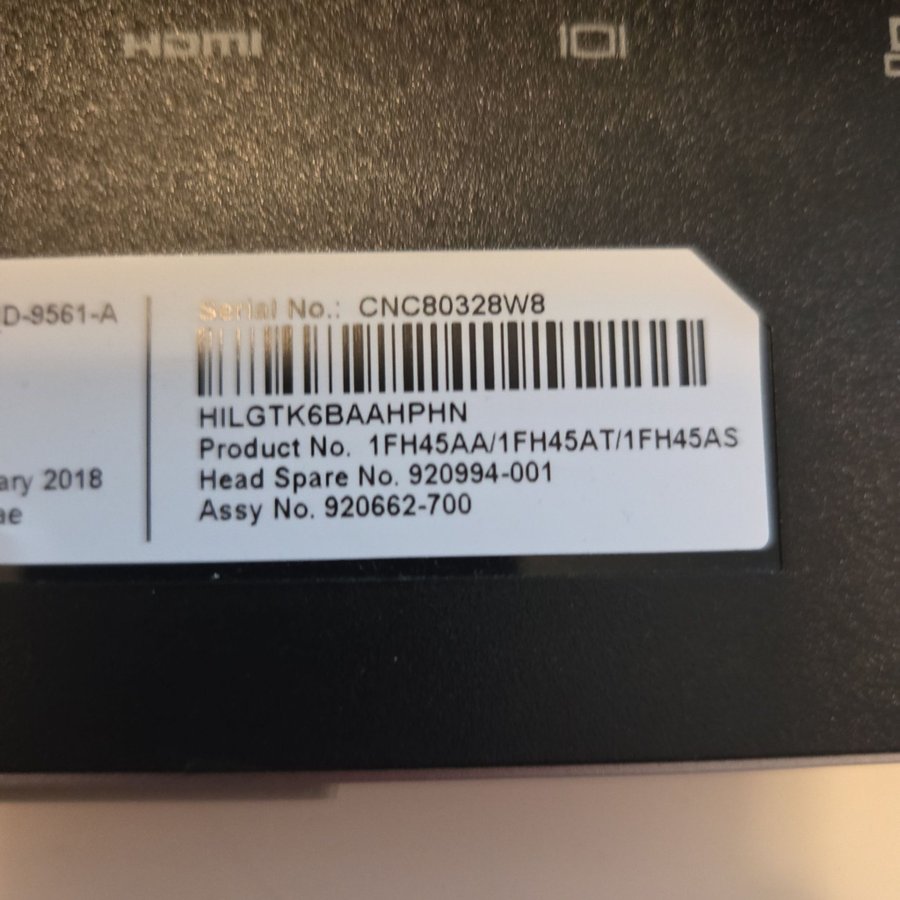 HDMI
D-9561-A
ary 2018
ae
Serial No.: CNC80328W8
HILGTK6BAAHPHN
Product No. 1FH45AA/1FH45AT/1FH45AS
Head Spare No. 920994-001
Assy No. 920662-700